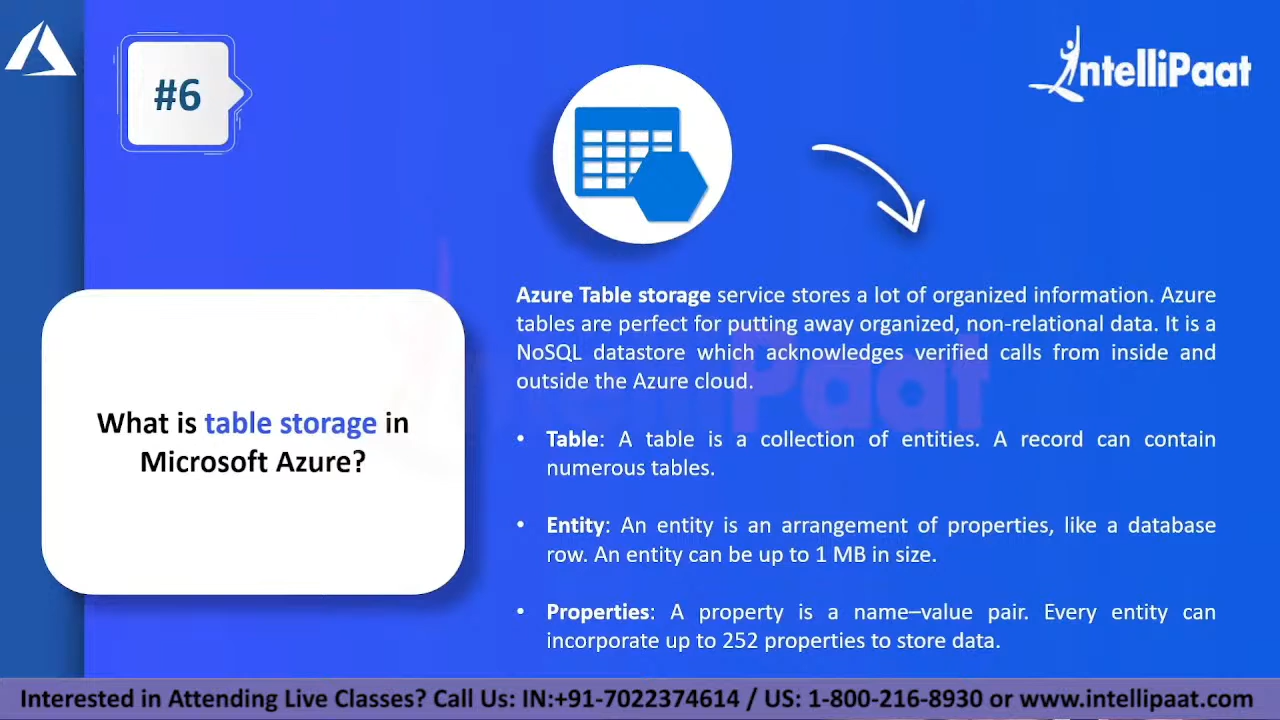 #6
IntelliPaat
What is table storage in
Microsoft Azure?
Azure Table storage service stores a lot of organized information. Azure
tables are perfect for putting away organized, non-relational data. It is a
NoSQL datastore which acknowledges verified calls from inside and
outside the Azure cloud.
• Table: A table is a collection of entities. A record can contain
numerous tables.
• Entity: An entity is an arrangement of properties, like a database
row. An entity can be up to 1 MB in size.
• Properties: A property is a name–value pair. Every entity can
incorporate up to 252 properties to store data.
Interested in Attending Live Classes? Call Us: IN:+91-7022374614 / US: 1-800-216-8930 or www.intellipaat.com